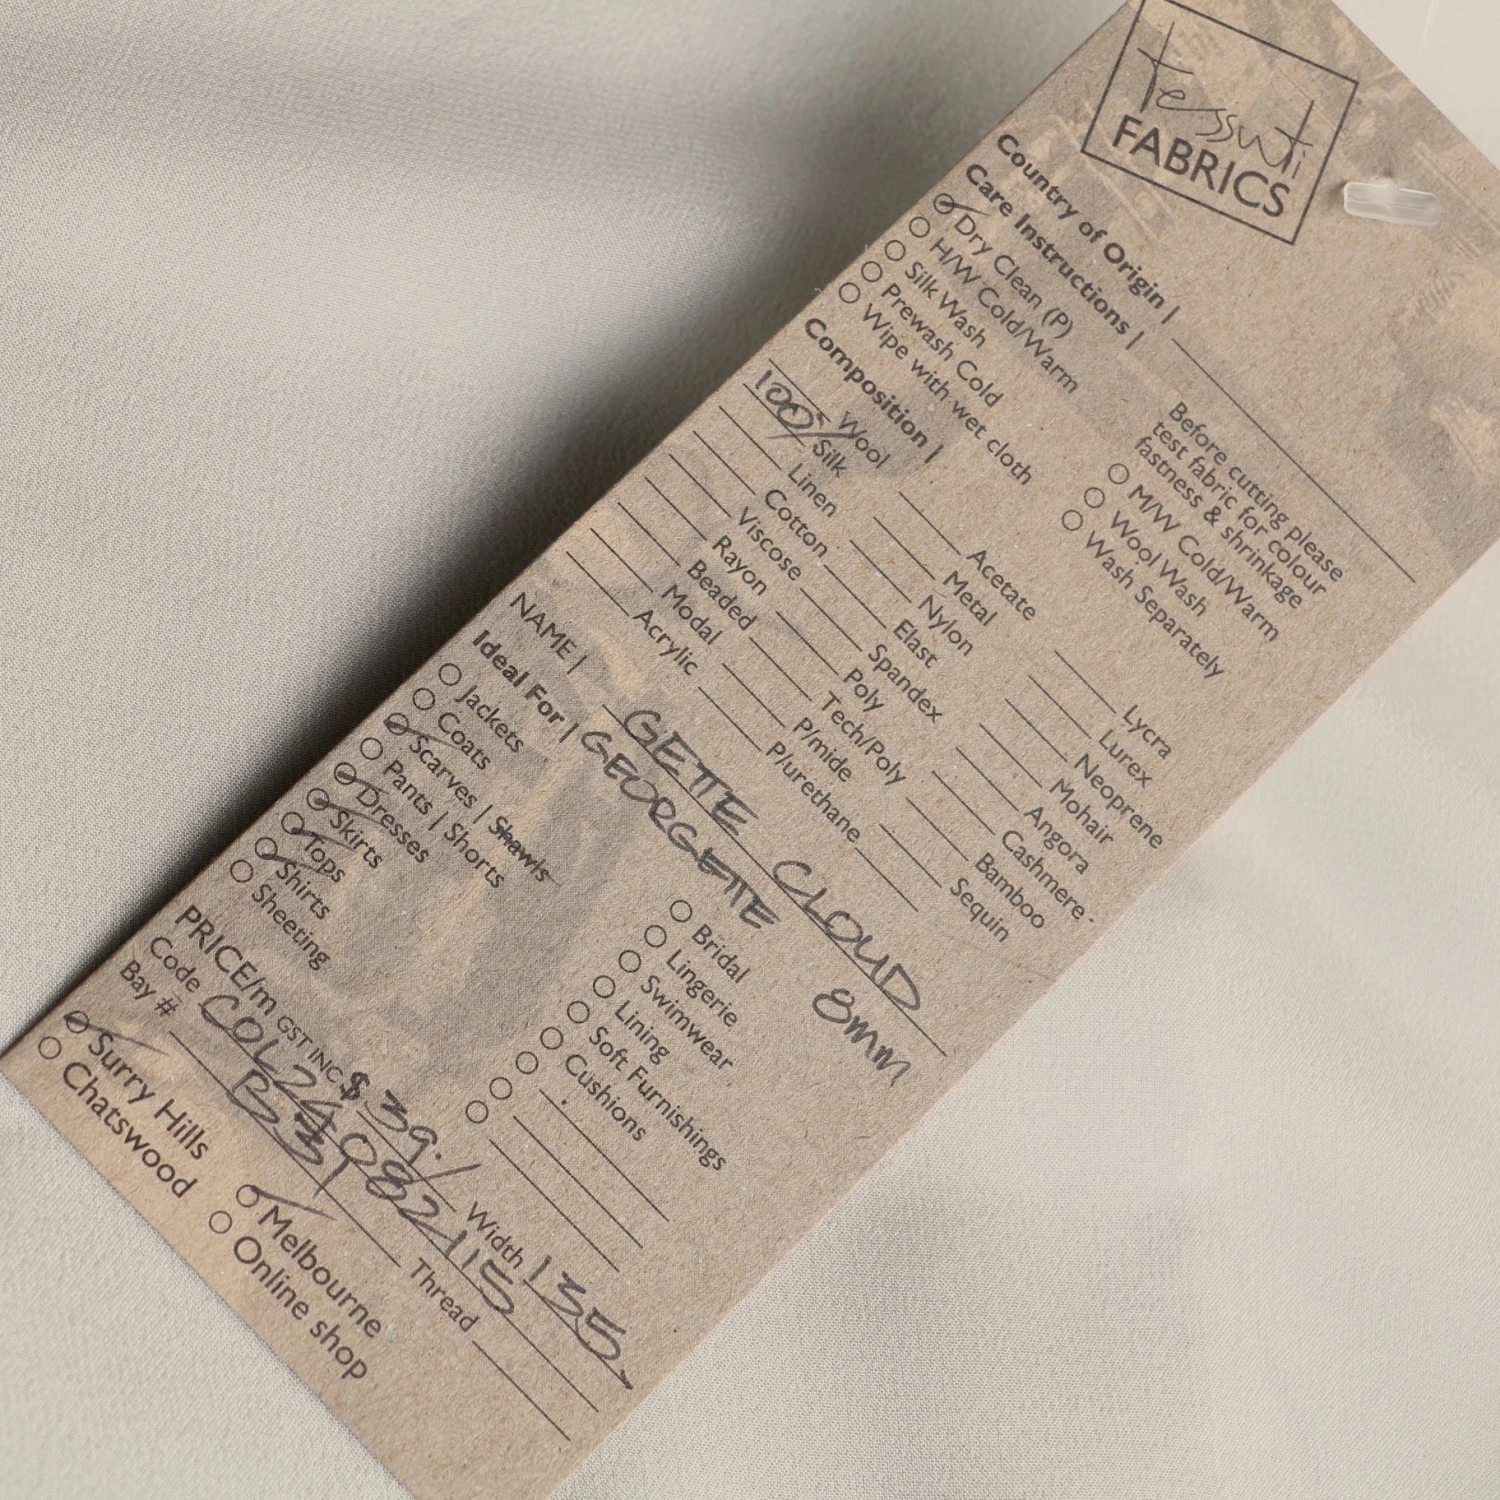 tessuti
FABRICS
Country of Origin |
Care Instructions |
Dry Clean (P)
H/W Cold/Warm
Silk Wash
Prewash Cold
Wipe with wet cloth
Before cutting please
test fabric for colour
fastness & shrinkage
M/W Cold/Warm
Wool Wash
Wash Separately
Composition |
Wool
100% Silk
Linen
Cotton
Viscose
Rayon
Beaded
Modal
Acrylic
Acetate
Metal
Nylon
Elast
Spandex
Poly
Tech/Poly
P/mide
P/urethane
Lycra
Lurex
Neoprene
Mohair
Angora
Cashmere
Bamboo
Sequin
NAME | GETTE CLOUD
GEORGETTE 8mm
Ideal For |
Jackets
Coats
Scarves | Shawls
Pants | Shorts
Dresses
Skirts
Tops
Shirts
Sheeting
Bridal
Lingerie
Swimwear
Lining
Soft Furnishings
Cushions
PRICE/m GST INC $39./ Width 135
Code COL24082115
Bay # B31 Thread
Surry Hills
Chatswood
Melbourne
Online shop